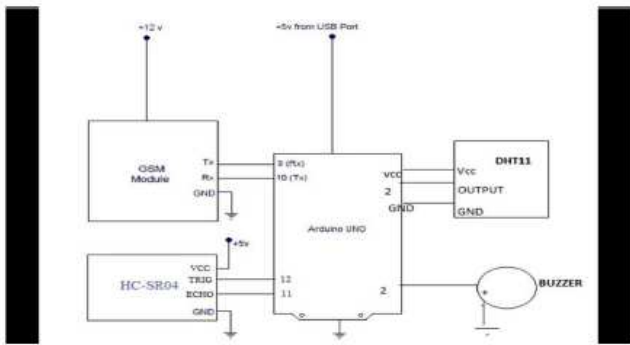 +12 v
+5v from USB Port
GSM
Module
Tx
Rx
GND
9 (Rx)
10 (Tx)
Arduino UNO
VCC
2
GND
DHT11
Vcc
OUTPUT
GND
+5v
HC-SR04
VCC
TRIG
ECHO
GND
12
11
2
BUZZER
+